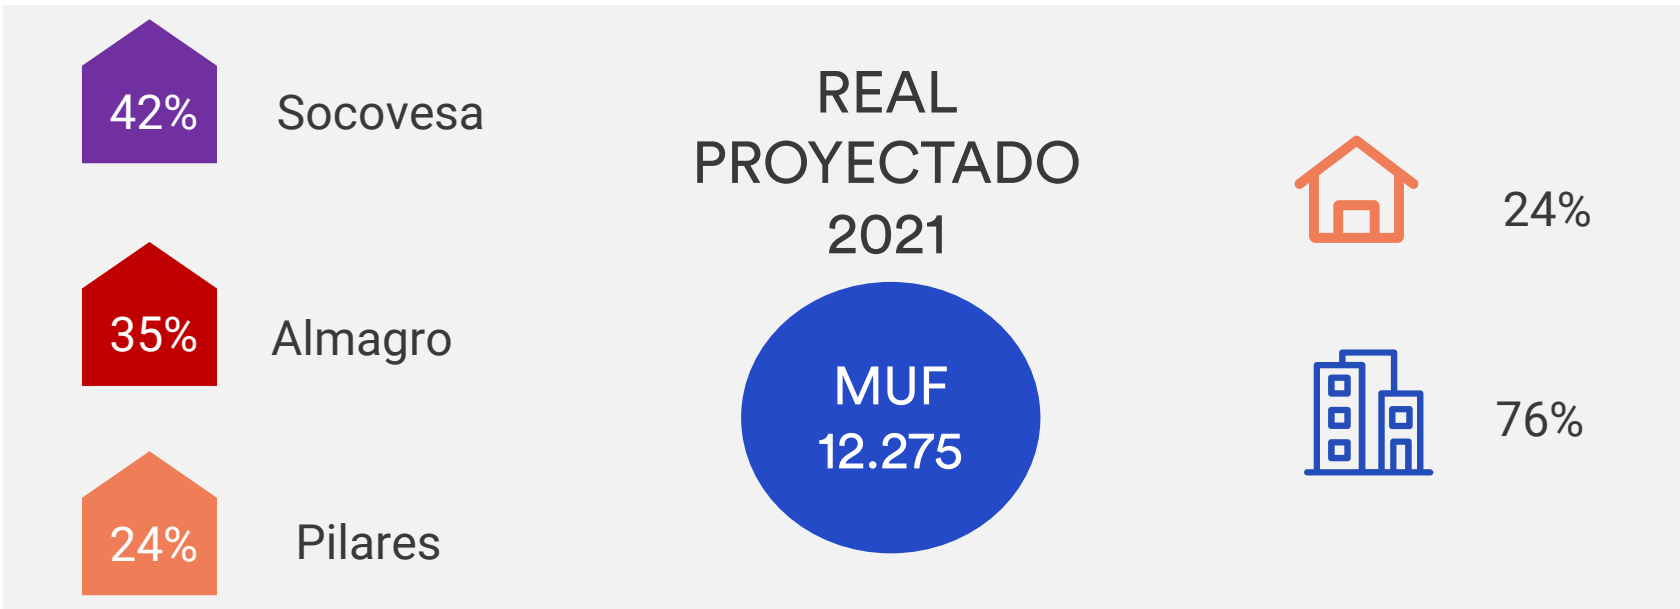 42%
Socovesa
35%
Almagro
24%
Pilares
REAL
PROYECTADO
2021
MUF
12.275
24%
76%